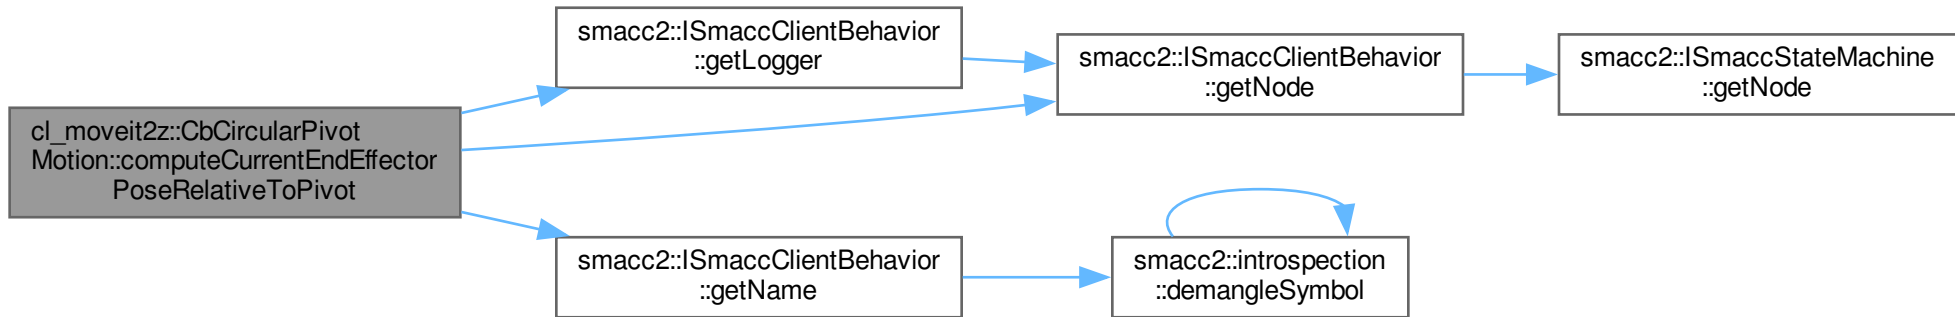 cl_moveit2z::CbCircularPivot
Motion::computeCurrentEndEffector
PoseRelativeToPivot
smacc2::ISmaccClientBehavior
::getLogger
smacc2::ISmaccClientBehavior
::getNode
smacc2::ISmaccStateMachine
::getNode
smacc2::ISmaccClientBehavior
::getName
smacc2::introspection
::demangleSymbol